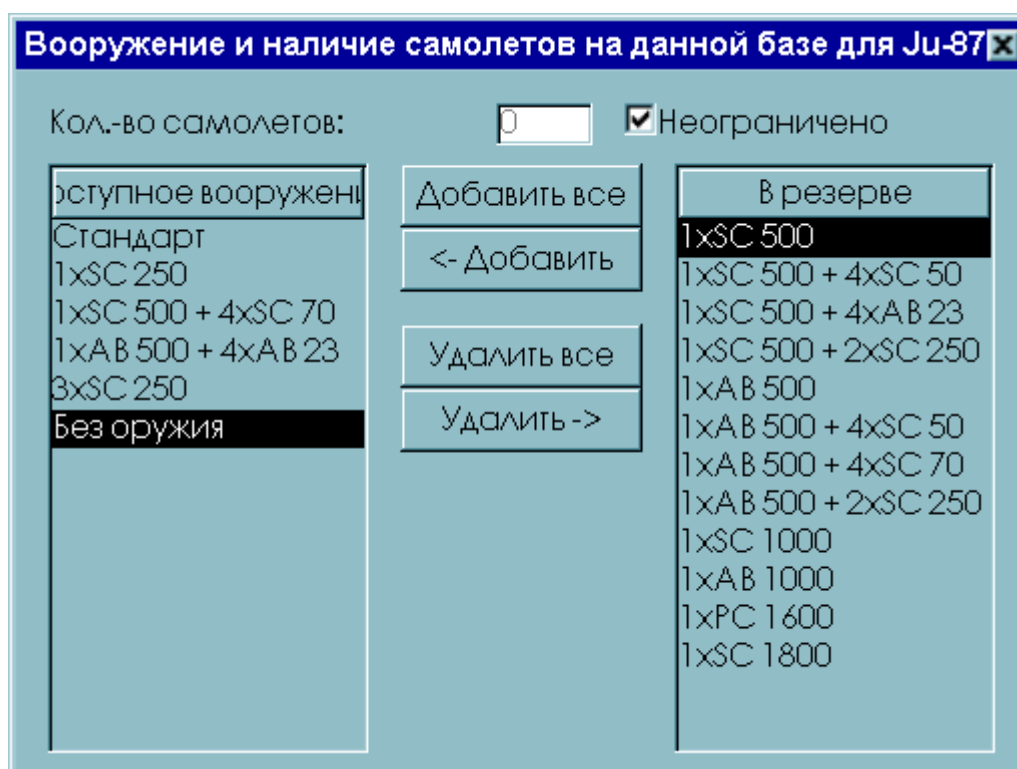 Вооружение и наличие самолетов на данной базе для Ju-87
Кол.-во самолетов:
0
Неограничено
оступное вооружени
Стандарт
1xSC 250
1xSC 500 + 4xSC 70
1xAB 500 + 4xAB 23
3xSC 250
Без оружия
Добавить все
<- Добавить
Удалить все
Удалить ->
В резерве
1xSC 500
1xSC 500 + 4xSC 50
1xSC 500 + 4xAB 23
1xSC 500 + 2xSC 250
1xAB 500
1xAB 500 + 4xSC 50
1xAB 500 + 4xSC 70
1xAB 500 + 2xSC 250
1xSC 1000
1xAB 1000
1xPC 1600
1xSC 1800